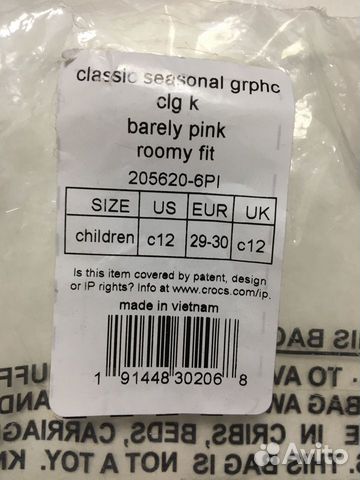 classic seasonal grphc
clg k
barely pink
roomy fit
205620-6PI
SIZE US EUR UK
children c12 29-30 c12
Is this item covered by patent, design
or IP rights? Info at www.crocs.com/ip.
made in vietnam
1 91448 30206 8
THIS BAG
TO AV
BAG AW
IN CRIBS, BEDS, CARRIAG
THIS BAG IS NOT A TOY. KN
Avito